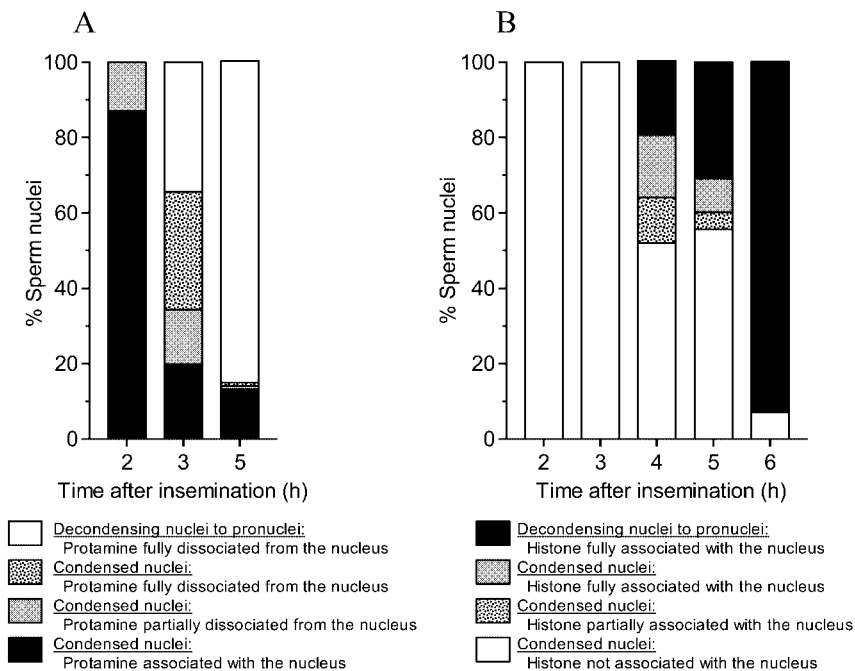 A
% Sperm nuclei
100
80
60
40
20
0
2 3 5
Time after insemination (h)
Decondensing nuclei to pronuclei:
Protamine fully dissociated from the nucleus
Condensed nuclei:
Protamine fully dissociated from the nucleus
Condensed nuclei:
Protamine partially dissociated from the nucleus
Condensed nuclei:
Protamine associated with the nucleus
B
% Sperm nuclei
100
80
60
40
20
0
2 3 4 5 6
Time after insemination (h)
Decondensing nuclei to pronuclei:
Histone fully associated with the nucleus
Condensed nuclei:
Histone fully associated with the nucleus
Condensed nuclei:
Histone partially associated with the nucleus
Condensed nuclei:
Histone not associated with the nucleus